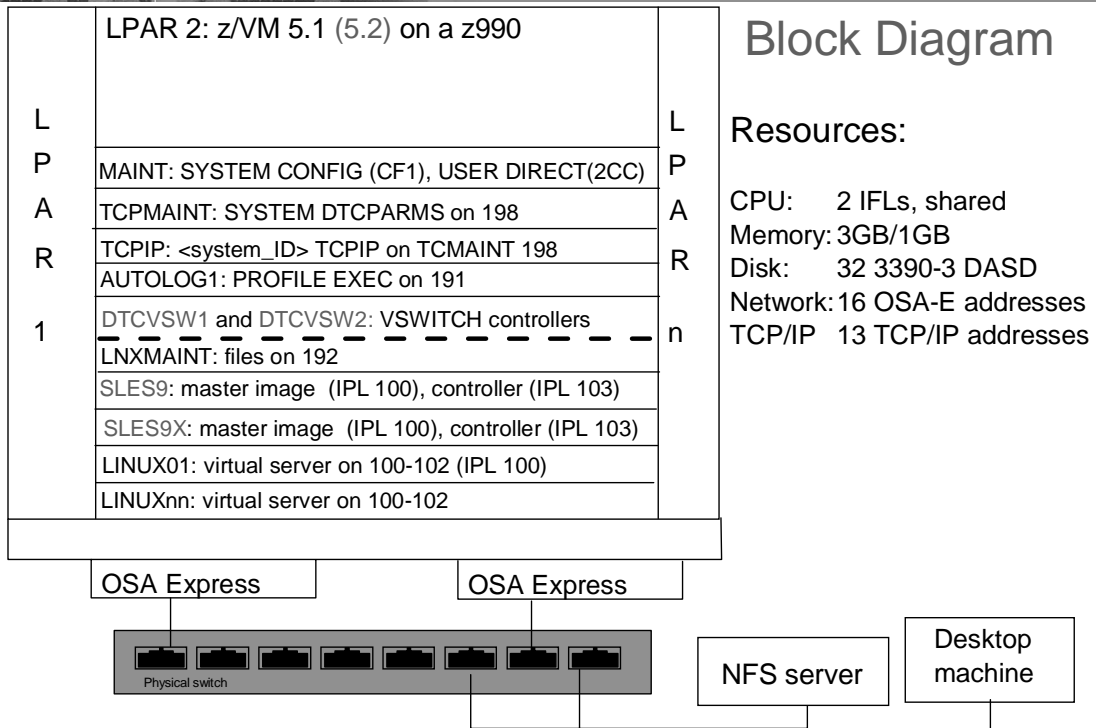 LPAR 2: z/VM 5.1 (5.2) on a z990
Block Diagram
L
P
A
R
1
L
P
A
R
n
MAINT: SYSTEM CONFIG (CF1), USER DIRECT(2CC)
TCPMAINT: SYSTEM DTCPARMS on 198
TCPIP: <system_ID> TCPIP on TCMAINT 198
AUTOLOG1: PROFILE EXEC on 191
DTCVSW1 and DTCVSW2: VSWITCH controllers
LNXMAINT: files on 192
SLES9: master image (IPL 100), controller (IPL 103)
SLES9X: master image (IPL 100), controller (IPL 103)
LINUX01: virtual server on 100-102 (IPL 100)
LINUXnn: virtual server on 100-102
Resources:
CPU: 2 IFLs, shared
Memory: 3GB/1GB
Disk: 32 3390-3 DASD
Network: 16 OSA-E addresses
TCP/IP 13 TCP/IP addresses
OSA Express
OSA Express
Physical switch
NFS server
Desktop
machine